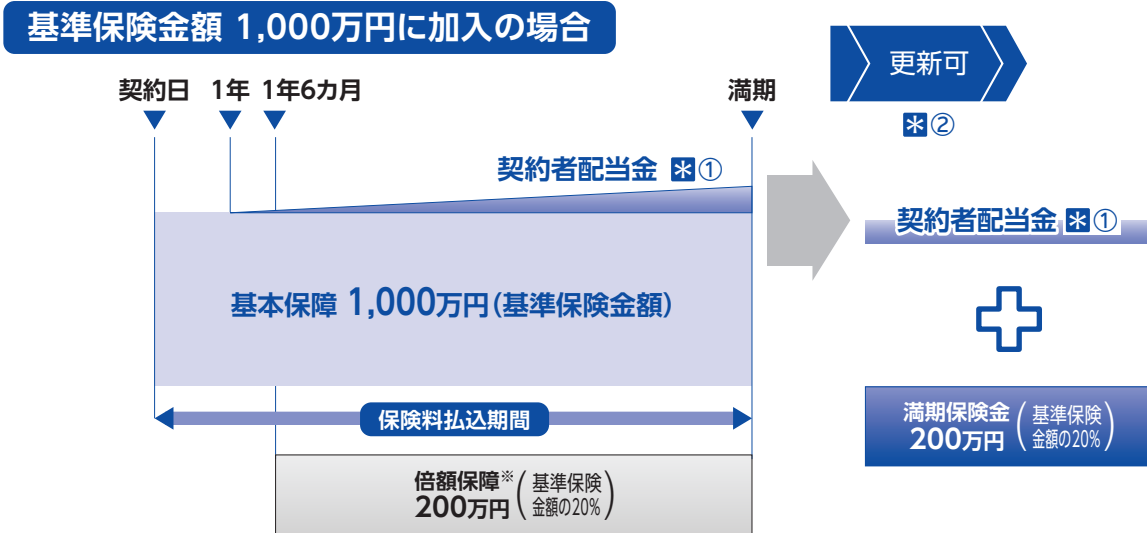 基準保険金額 1,000万円に加入の場合
更新可
*②
契約日 1年 1年6カ月 満期
契約者配当金 *①
基本保障 1,000万円(基準保険金額)
保険料払込期間
倍額保障※
200万円
(基準保険
金額の20%)
契約者配当金 *①
満期保険金
200万円
(基準保険
金額の20%)